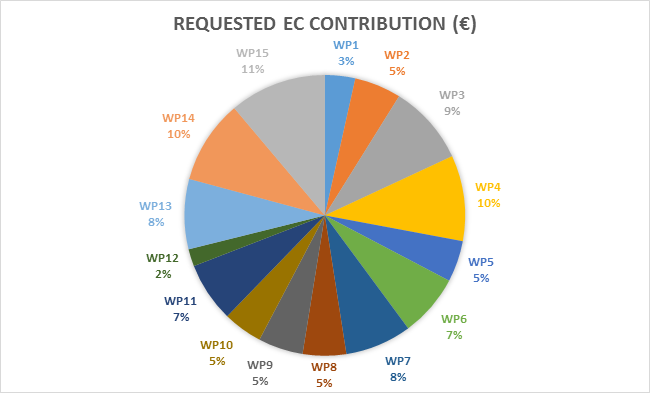 REQUESTED EC CONTRIBUTION (€)
WP1
3%
WP2
5%
WP3
9%
WP4
10%
WP5
5%
WP6
7%
WP7
8%
WP8
5%
WP9
5%
WP10
5%
WP11
7%
WP12
2%
WP13
8%
WP14
10%
WP15
11%